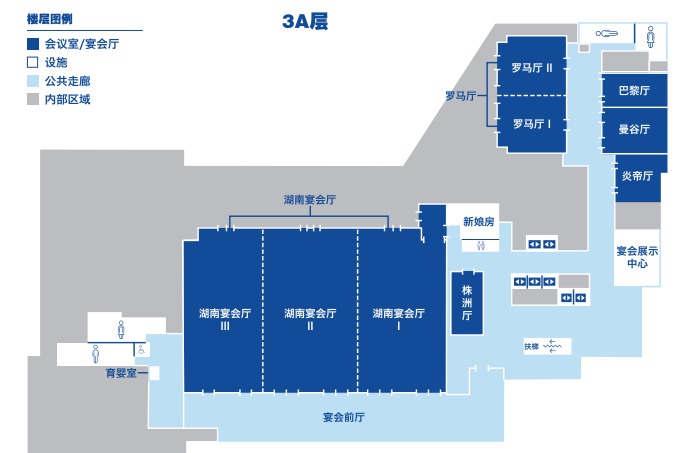 楼层图例
3A层
会议室/宴会厅
设施
公共走廊
内部区域
罗马厅 II
罗马厅
罗马厅 I
巴黎厅
曼谷厅
炎帝厅
湖南宴会厅
新娘房
宴会展示
中心
湖南宴会厅
III
湖南宴会厅
II
湖南宴会厅
I
株
洲
厅
扶梯
育婴室
宴会前厅